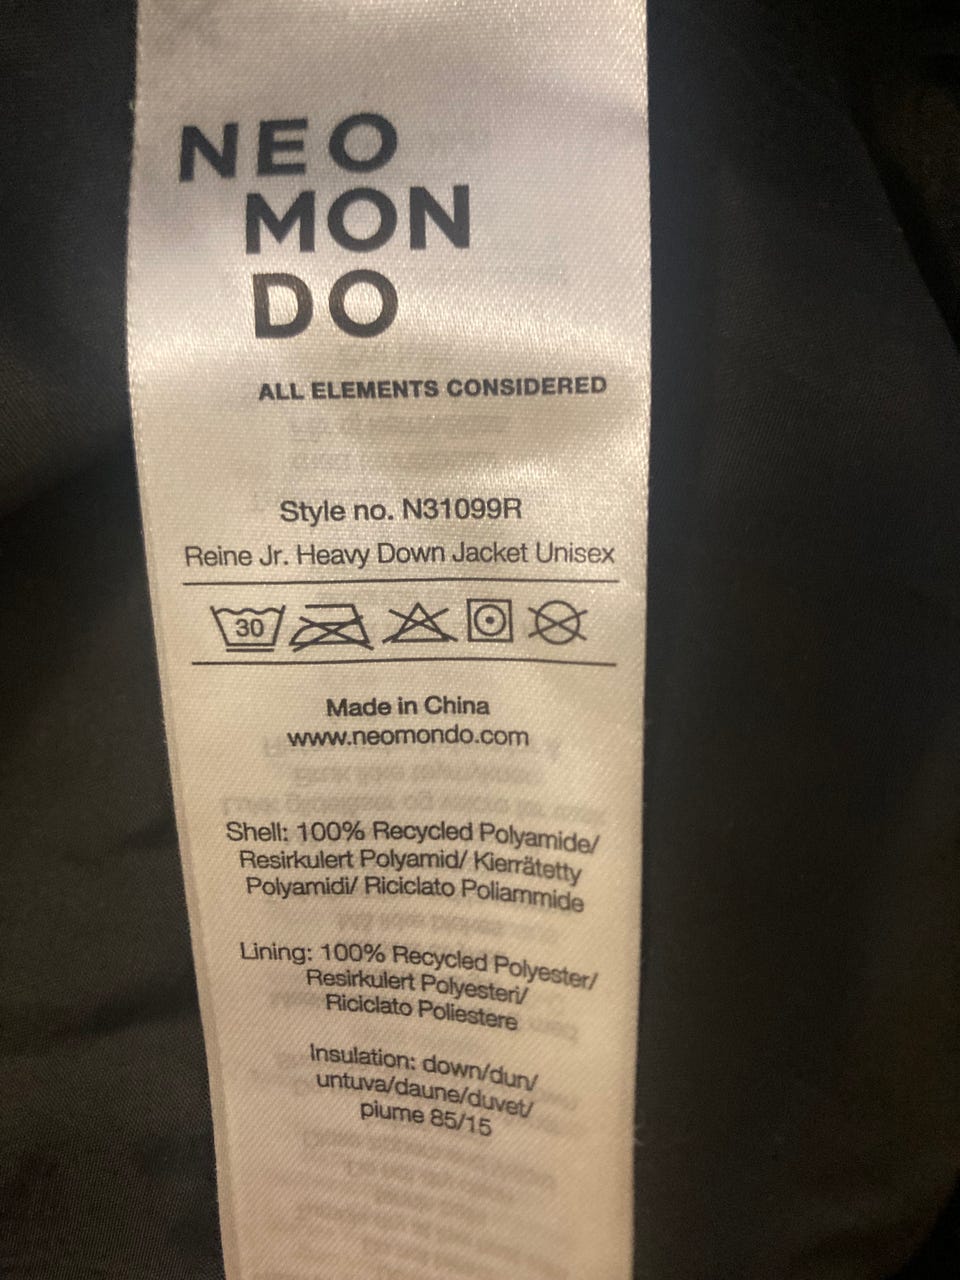 NEO
MON
DO
ALL ELEMENTS CONSIDERED
Style no. N31099R
Reine Jr. Heavy Down Jacket Unisex
30
Made in China
www.neomondo.com
Shell: 100% Recycled Polyamide/
Resirkulert Polyamid/ Kierrätetty
Polyamidi/ Riciclato Poliammide
Lining: 100% Recycled Polyester/
Resirkulert Polyesteri/
Riciclato Poliestere
Insulation: down/dun/
untuva/daune/duvet/
piume 85/15